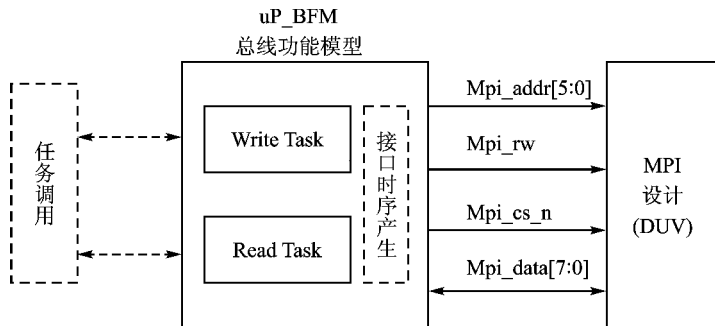 uP_BFM
总线功能模型
任务调用
Write Task
Read Task
接口时序产生
Mpi_addr[5:0]
Mpi_rw
Mpi_cs_n
Mpi_data[7:0]
MPI
设计
(DUV)